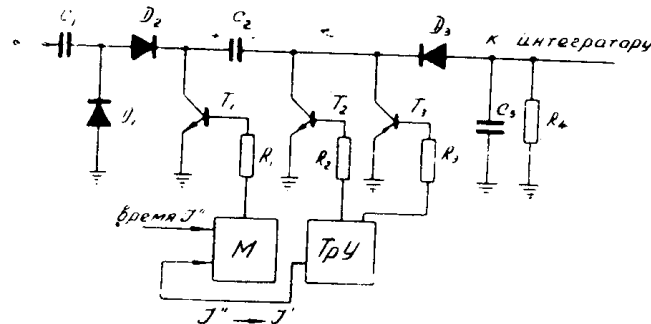 C₁ D₂ C₂ D₃ к интегратору
+ -
D₁ T₁ T₂ T₃ C₃ R₄
R₁ R₂ R₃
время J"
M ТрУ
J" → J'